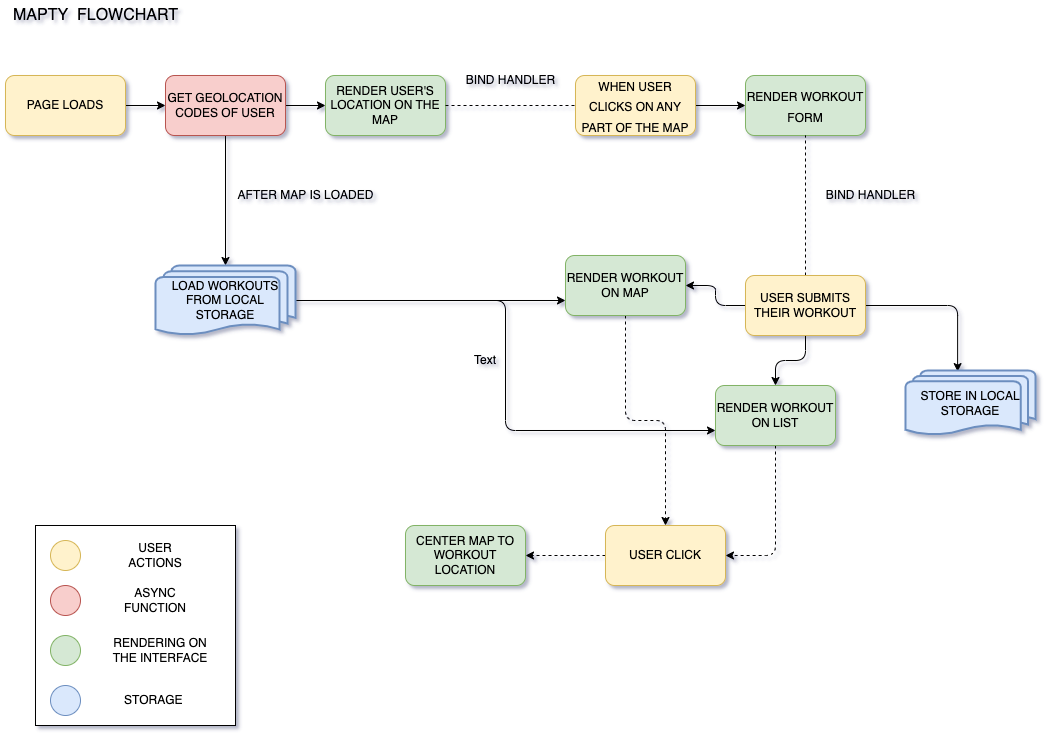 MAPTY FLOWCHART
PAGE LOADS
GET GEOLOCATION
CODES OF USER
RENDER USER'S
LOCATION ON THE
MAP
BIND HANDLER
WHEN USER
CLICKS ON ANY
PART OF THE MAP
RENDER WORKOUT
FORM
AFTER MAP IS LOADED
BIND HANDLER
LOAD WORKOUTS
FROM LOCAL
STORAGE
RENDER WORKOUT
ON MAP
USER SUBMITS
THEIR WORKOUT
Text
RENDER WORKOUT
ON LIST
STORE IN LOCAL
STORAGE
CENTER MAP TO
WORKOUT
LOCATION
USER CLICK
USER
ACTIONS
ASYNC
FUNCTION
RENDERING ON
THE INTERFACE
STORAGE